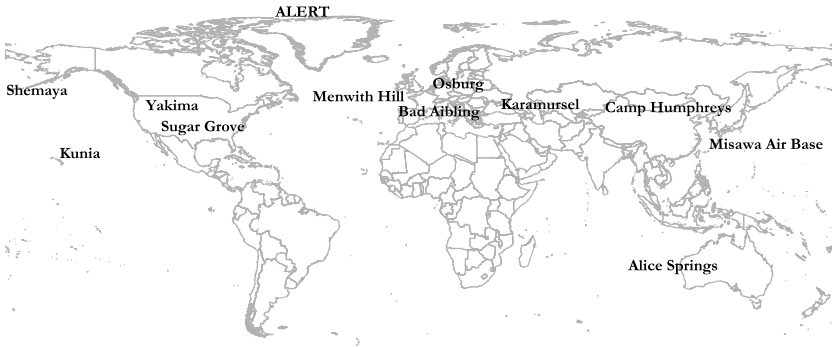 ALERT
Shemaya
Yakima
Sugar Grove
Kunia
Menwith Hill
Osburg
Bad Aibling
Karamursel
Camp Humphreys
Misawa Air Base
Alice Springs